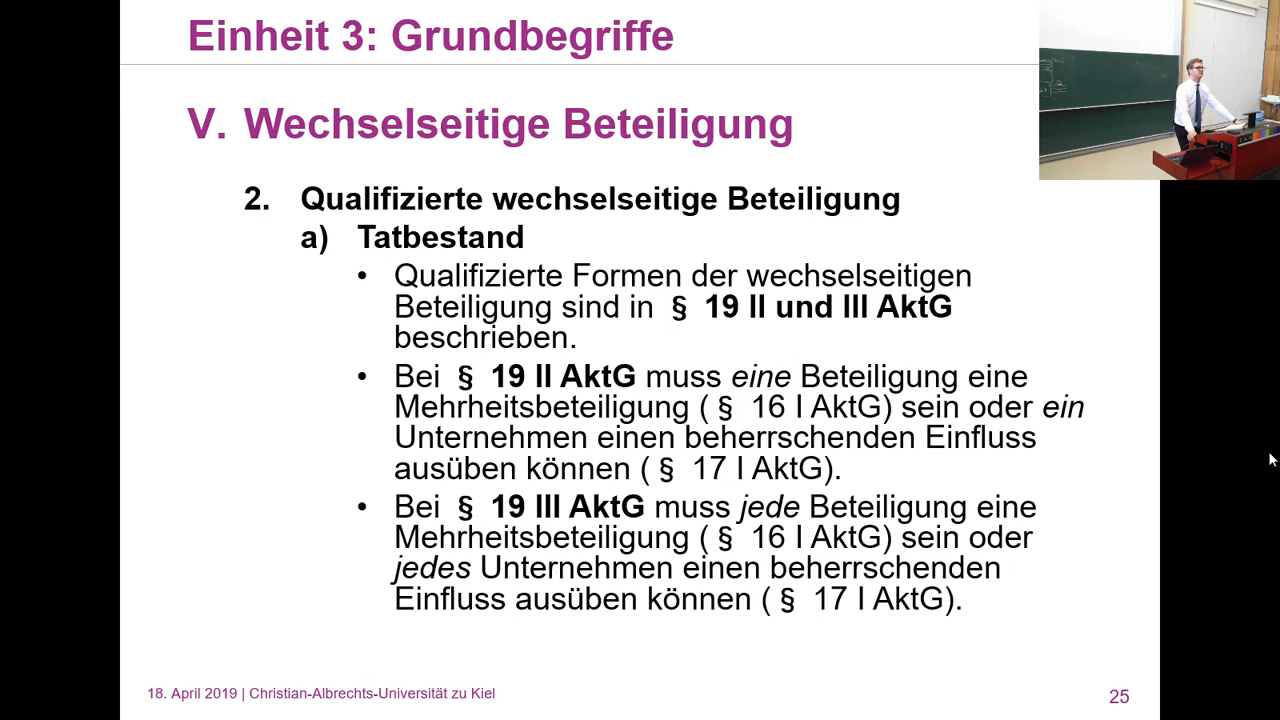 Einheit 3: Grundbegriffe
V. Wechselseitige Beteiligung
2. Qualifizierte wechselseitige Beteiligung
a) Tatbestand
• Qualifizierte Formen der wechselseitigen
Beteiligung sind in § 19 II und III AktG
beschrieben.
• Bei § 19 II AktG muss eine Beteiligung eine
Mehrheitsbeteiligung ( § 16 I AktG) sein oder ein
Unternehmen einen beherrschenden Einfluss
ausüben können ( § 17 I AktG).
• Bei § 19 III AktG muss jede Beteiligung eine
Mehrheitsbeteiligung ( § 16 I AktG) sein oder
jedes Unternehmen einen beherrschenden
Einfluss ausüben können ( § 17 I AktG).
18. April 2019 | Christian-Albrechts-Universität zu Kiel
25